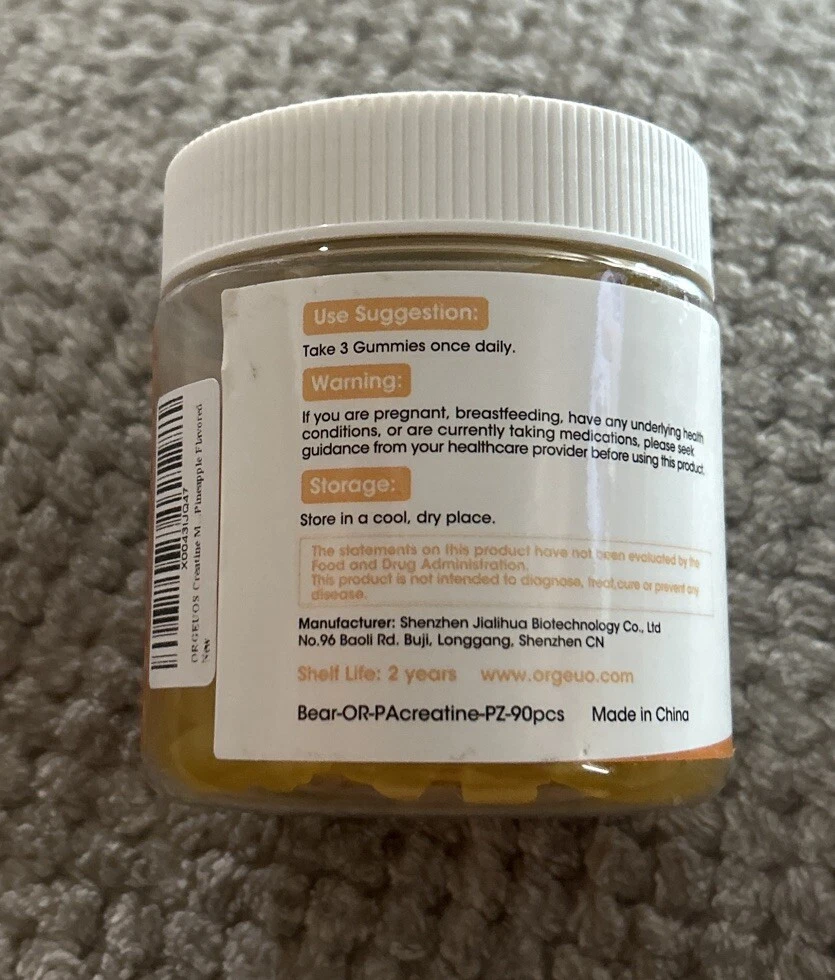 Use Suggestion:
Take 3 Gummies once daily.
Warning:
If you are pregnant, breastfeeding, have any underlying health
conditions, or are currently taking medications, please seek
guidance from your healthcare provider before using this product.
Storage:
Store in a cool, dry place.
The statements on this product have not been evaluated by the
Food and Drug Administration.
This product is not intended to diagnose, treat,cure or prevent any
disease.
Manufacturer: Shenzhen Jialihua Biotechnology Co., Ltd
No.96 Baoli Rd. Buji, Longgang, Shenzhen CN
Shelf Life: 2 years www.orgeuo.com
Bear-OR-PAcreatine-PZ-90pcs Made in China
X0043IJQ47
ORGEUOS Creatine M...Pineapple Flavored
New